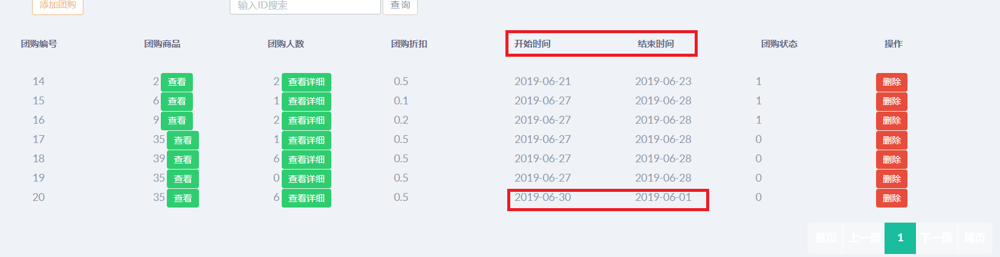 添加团购 输入ID搜索 查询
团购编号 团购商品 团购人数 团购折扣 开始时间 结束时间 团购状态 操作
14 2 查看 2 查看详细 0.5 2019-06-21 2019-06-23 1 删除
15 6 查看 1 查看详细 0.1 2019-06-27 2019-06-28 1 删除
16 9 查看 2 查看详细 0.2 2019-06-27 2019-06-28 1 删除
17 35 查看 1 查看详细 0.5 2019-06-27 2019-06-28 0 删除
18 39 查看 6 查看详细 0.5 2019-06-27 2019-06-28 0 删除
19 35 查看 0 查看详细 0.5 2019-06-27 2019-06-28 0 删除
20 35 查看 6 查看详细 0.5 2019-06-30 2019-06-01 0 删除
首页 上一页 1 下一页 尾页